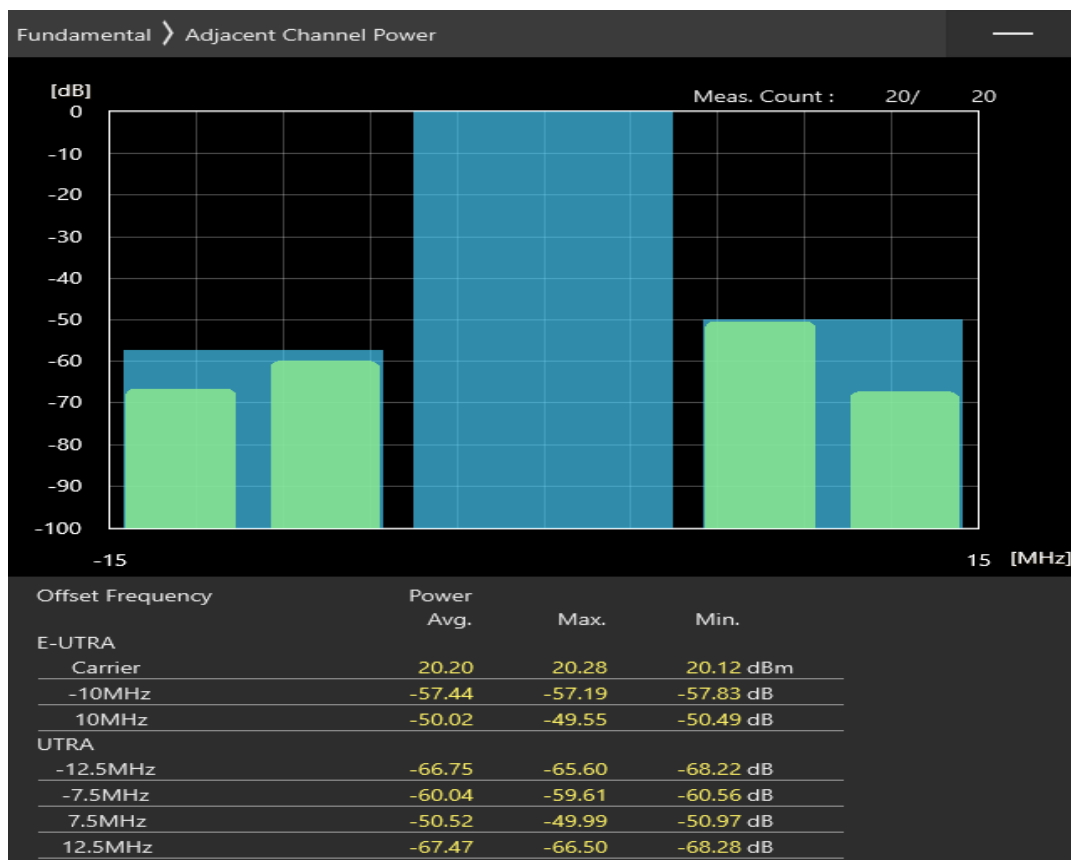 Fundamental ❯ Adjacent Channel Power
[dB]
Meas. Count : 20/ 20
0
-10
-20
-30
-40
-50
-60
-70
-80
-90
-100
-15 15 [MHz]
Offset Frequency Power
Avg. Max. Min.
E-UTRA
Carrier 20.20 20.28 20.12 dBm
-10MHz -57.44 -57.19 -57.83 dB
10MHz -50.02 -49.55 -50.49 dB
UTRA
-12.5MHz -66.75 -65.60 -68.22 dB
-7.5MHz -60.04 -59.61 -60.56 dB
7.5MHz -50.52 -49.99 -50.97 dB
12.5MHz -67.47 -66.50 -68.28 dB